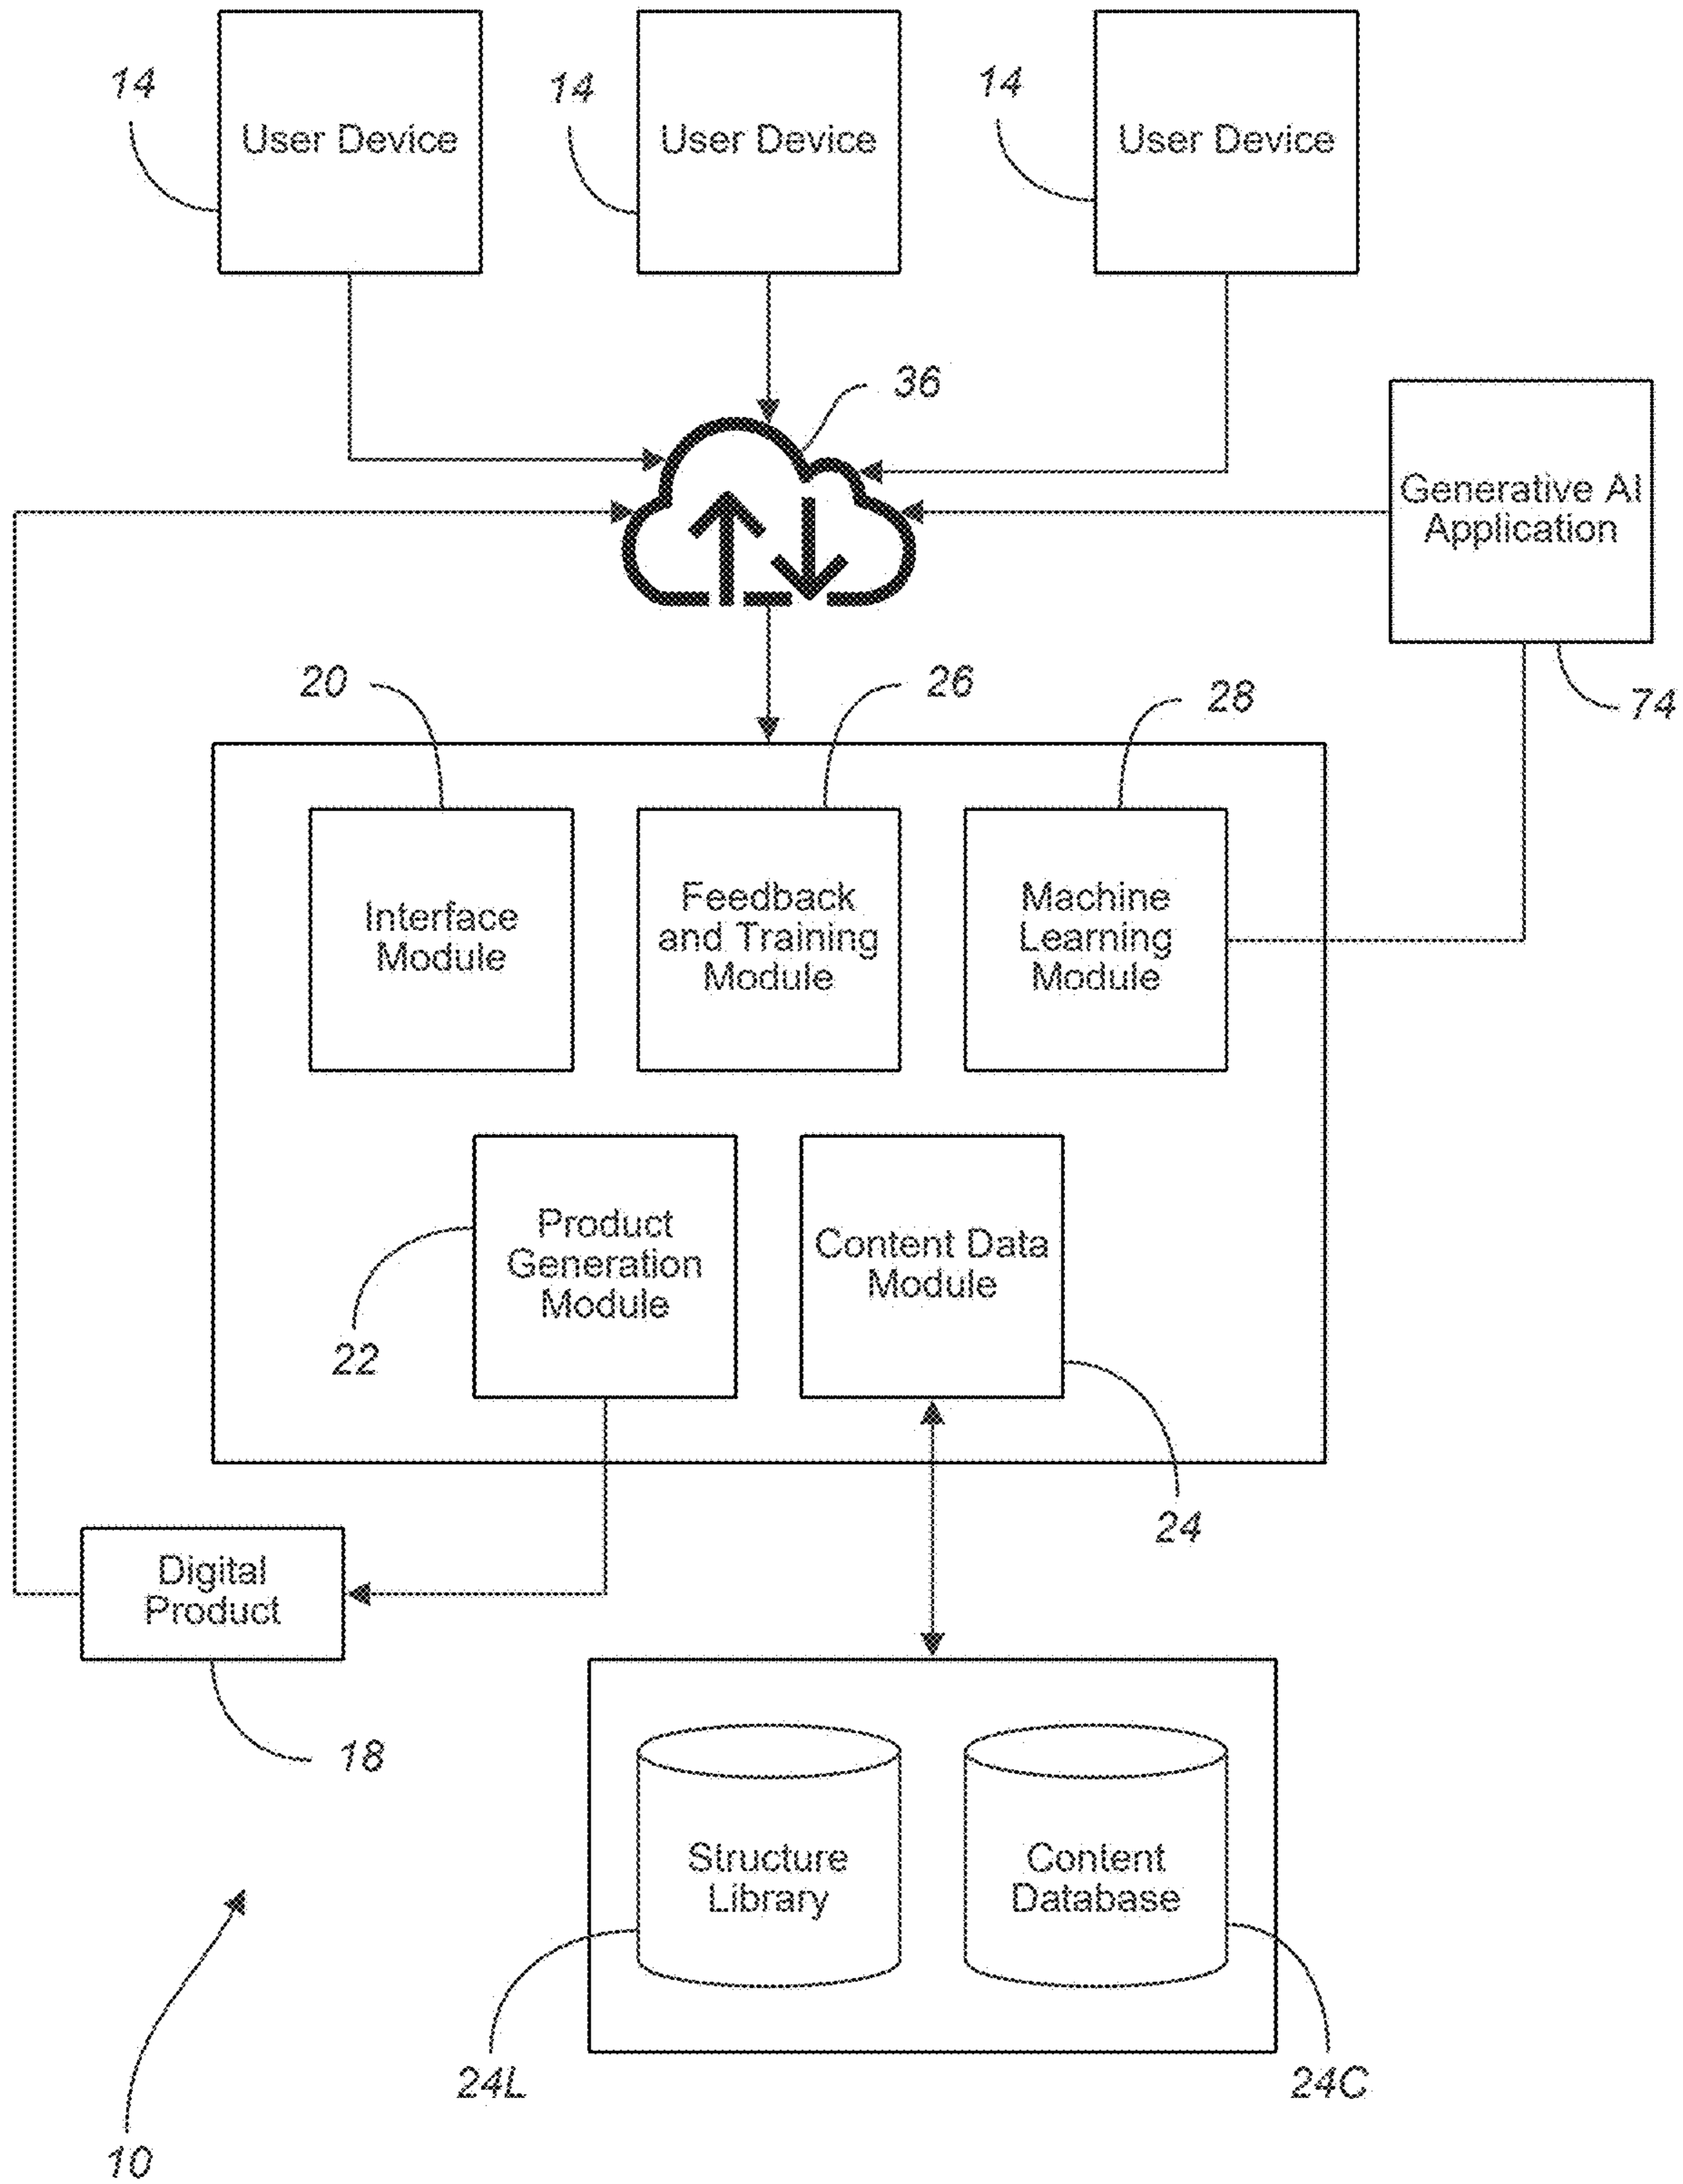 14
User Device
14
User Device
14
User Device
36
Generative AI
Application
74
20
26
28
Interface
Module
Feedback
and Training
Module
Machine
Learning
Module
Product
Generation
Module
22
Content Data
Module
24
Digital
Product
18
Structure
Library
Content
Database
24L
24C
10